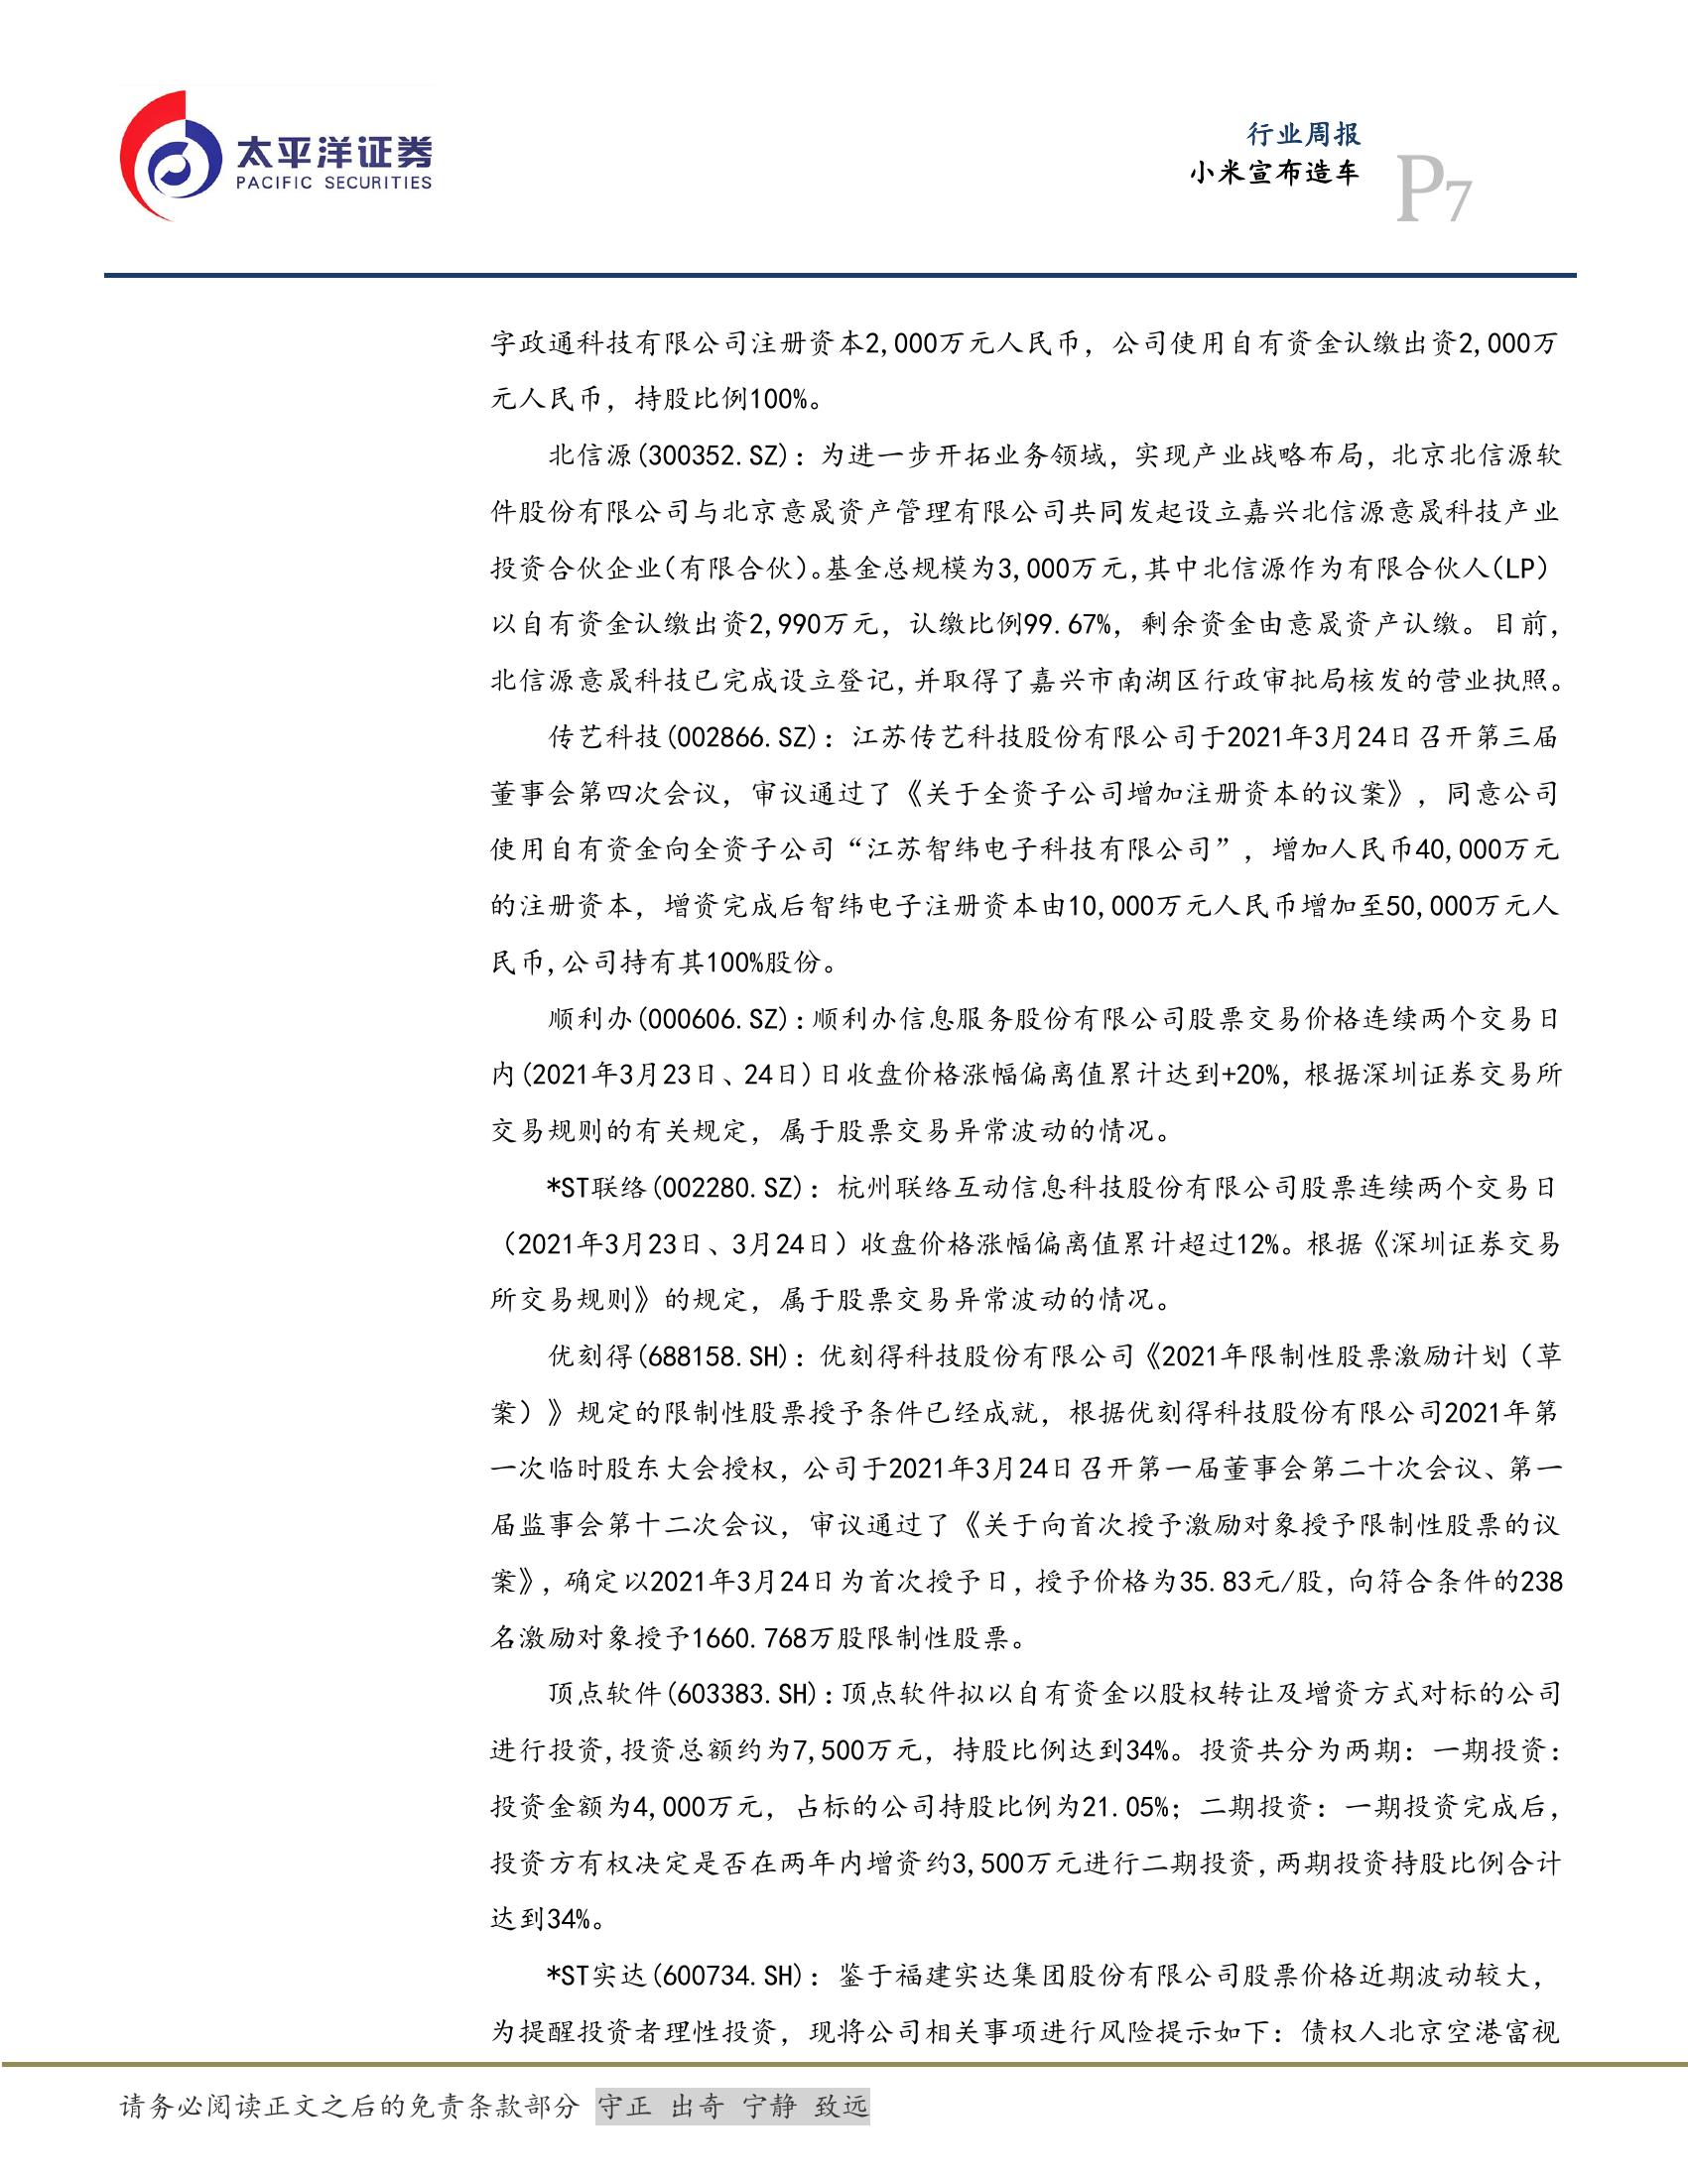 太平洋证券
PACIFIC SECURITIES
行业周报
小米宣布造车
P7
字政通科技有限公司注册资本2,000万元人民币，公司使用自有资金认缴出资2,000万
元人民币，持股比例100%。
北信源(300352.SZ)：为进一步开拓业务领域，实现产业战略布局，北京北信源软
件股份有限公司与北京意晟资产管理有限公司共同发起设立嘉兴北信源意晟科技产业
投资合伙企业(有限合伙)。基金总规模为3,000万元,其中北信源作为有限合伙人(LP)
以自有资金认缴出资2,990万元，认缴比例99.67%，剩余资金由意晟资产认缴。目前，
北信源意晟科技已完成设立登记,并取得了嘉兴市南湖区行政审批局核发的营业执照。
传艺科技(002866.SZ)：江苏传艺科技股份有限公司于2021年3月24日召开第三届
董事会第四次会议，审议通过了《关于全资子公司增加注册资本的议案》，同意公司
使用自有资金向全资子公司“江苏智纬电子科技有限公司”，增加人民币40,000万元
的注册资本，增资完成后智纬电子注册资本由10,000万元人民币增加至50,000万元人
民币,公司持有其100%股份。
顺利办(000606.SZ):顺利办信息服务股份有限公司股票交易价格连续两个交易日
内(2021年3月23日、24日)日收盘价格涨幅偏离值累计达到+20%，根据深圳证券交易所
交易规则的有关规定，属于股票交易异常波动的情况。
*ST联络(002280.SZ)：杭州联络互动信息科技股份有限公司股票连续两个交易日
（2021年3月23日、3月24日）收盘价格涨幅偏离值累计超过12%。根据《深圳证券交易
所交易规则》的规定，属于股票交易异常波动的情况。
优刻得(688158.SH)：优刻得科技股份有限公司《2021年限制性股票激励计划（草
案）》规定的限制性股票授予条件已经成就，根据优刻得科技股份有限公司2021年第
一次临时股东大会授权，公司于2021年3月24日召开第一届董事会第二十次会议、第一
届监事会第十二次会议，审议通过了《关于向首次授予激励对象授予限制性股票的议
案》，确定以2021年3月24日为首次授予日，授予价格为35.83元/股，向符合条件的238
名激励对象授予1660.768万股限制性股票。
顶点软件(603383.SH):顶点软件拟以自有资金以股权转让及增资方式对标的公司
进行投资,投资总额约为7,500万元，持股比例达到34%。投资共分为两期：一期投资：
投资金额为4,000万元，占标的公司持股比例为21.05%；二期投资：一期投资完成后，
投资方有权决定是否在两年内增资约3,500万元进行二期投资,两期投资持股比例合计
达到34%。
*ST实达(600734.SH)：鉴于福建实达集团股份有限公司股票价格近期波动较大，
为提醒投资者理性投资，现将公司相关事项进行风险提示如下：债权人北京空港富视
请务必阅读正文之后的免责条款部分 守正 出奇 宁静 致远